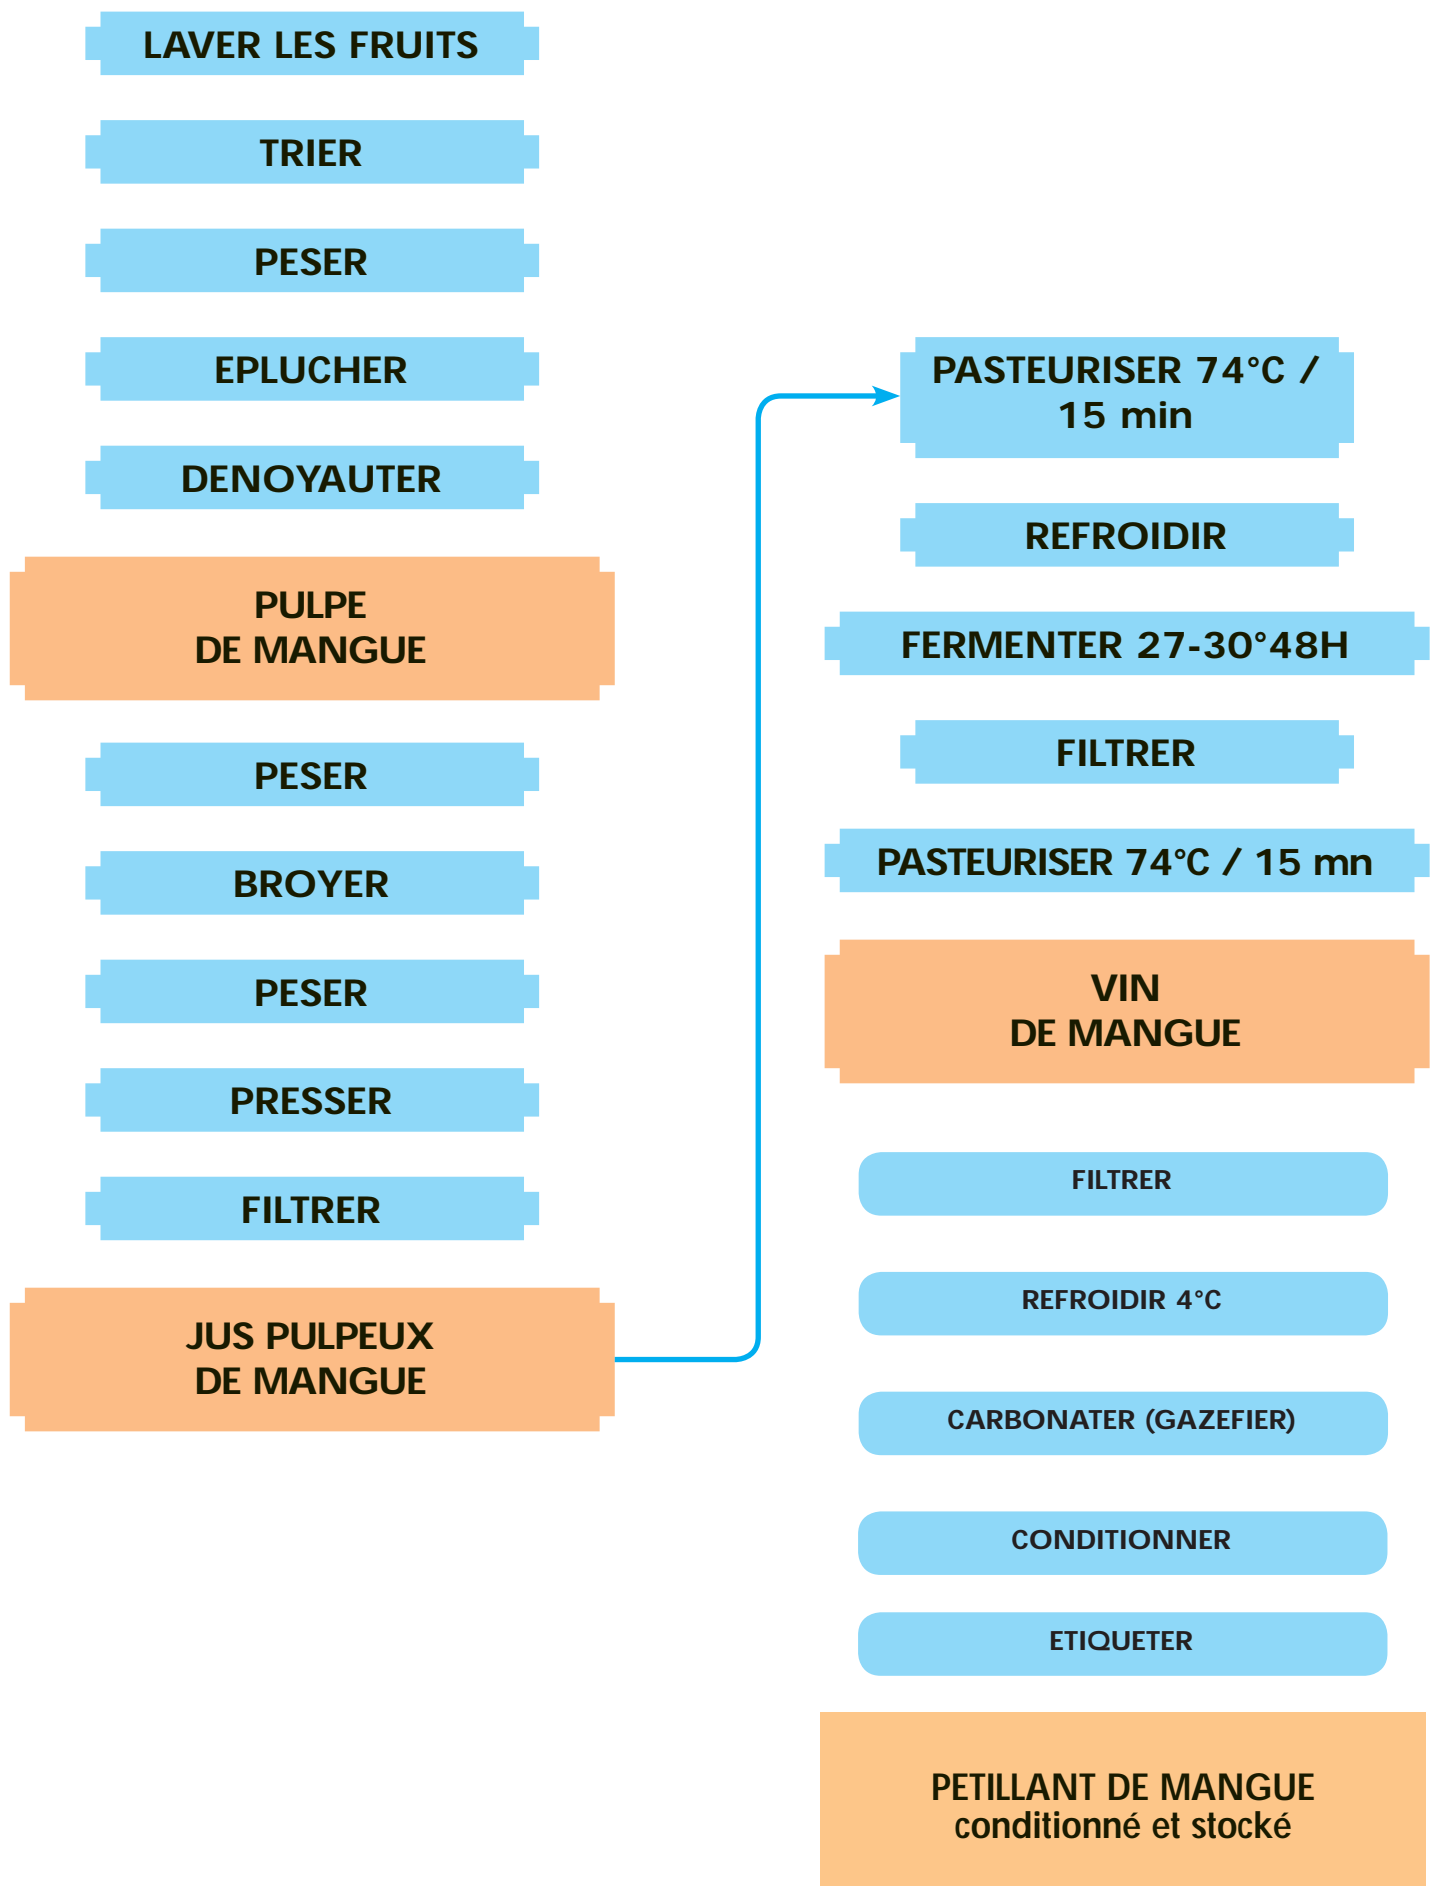 LAVER LES FRUITS
TRIER
PESER
EPLUCHER
DENOYAUTER
PULPE
DE MANGUE
PESER
BROYER
PESER
PRESSER
FILTRER
JUS PULPEUX
DE MANGUE
PASTEURISER 74°C /
15 min
REFROIDIR
FERMENTER 27-30°48H
FILTRER
PASTEURISER 74°C / 15 mn
VIN
DE MANGUE
FILTRER
REFROIDIR 4°C
CARBONATER (GAZEFIER)
CONDITIONNER
ETIQUETER
PETILLANT DE MANGUE
conditionné et stocké